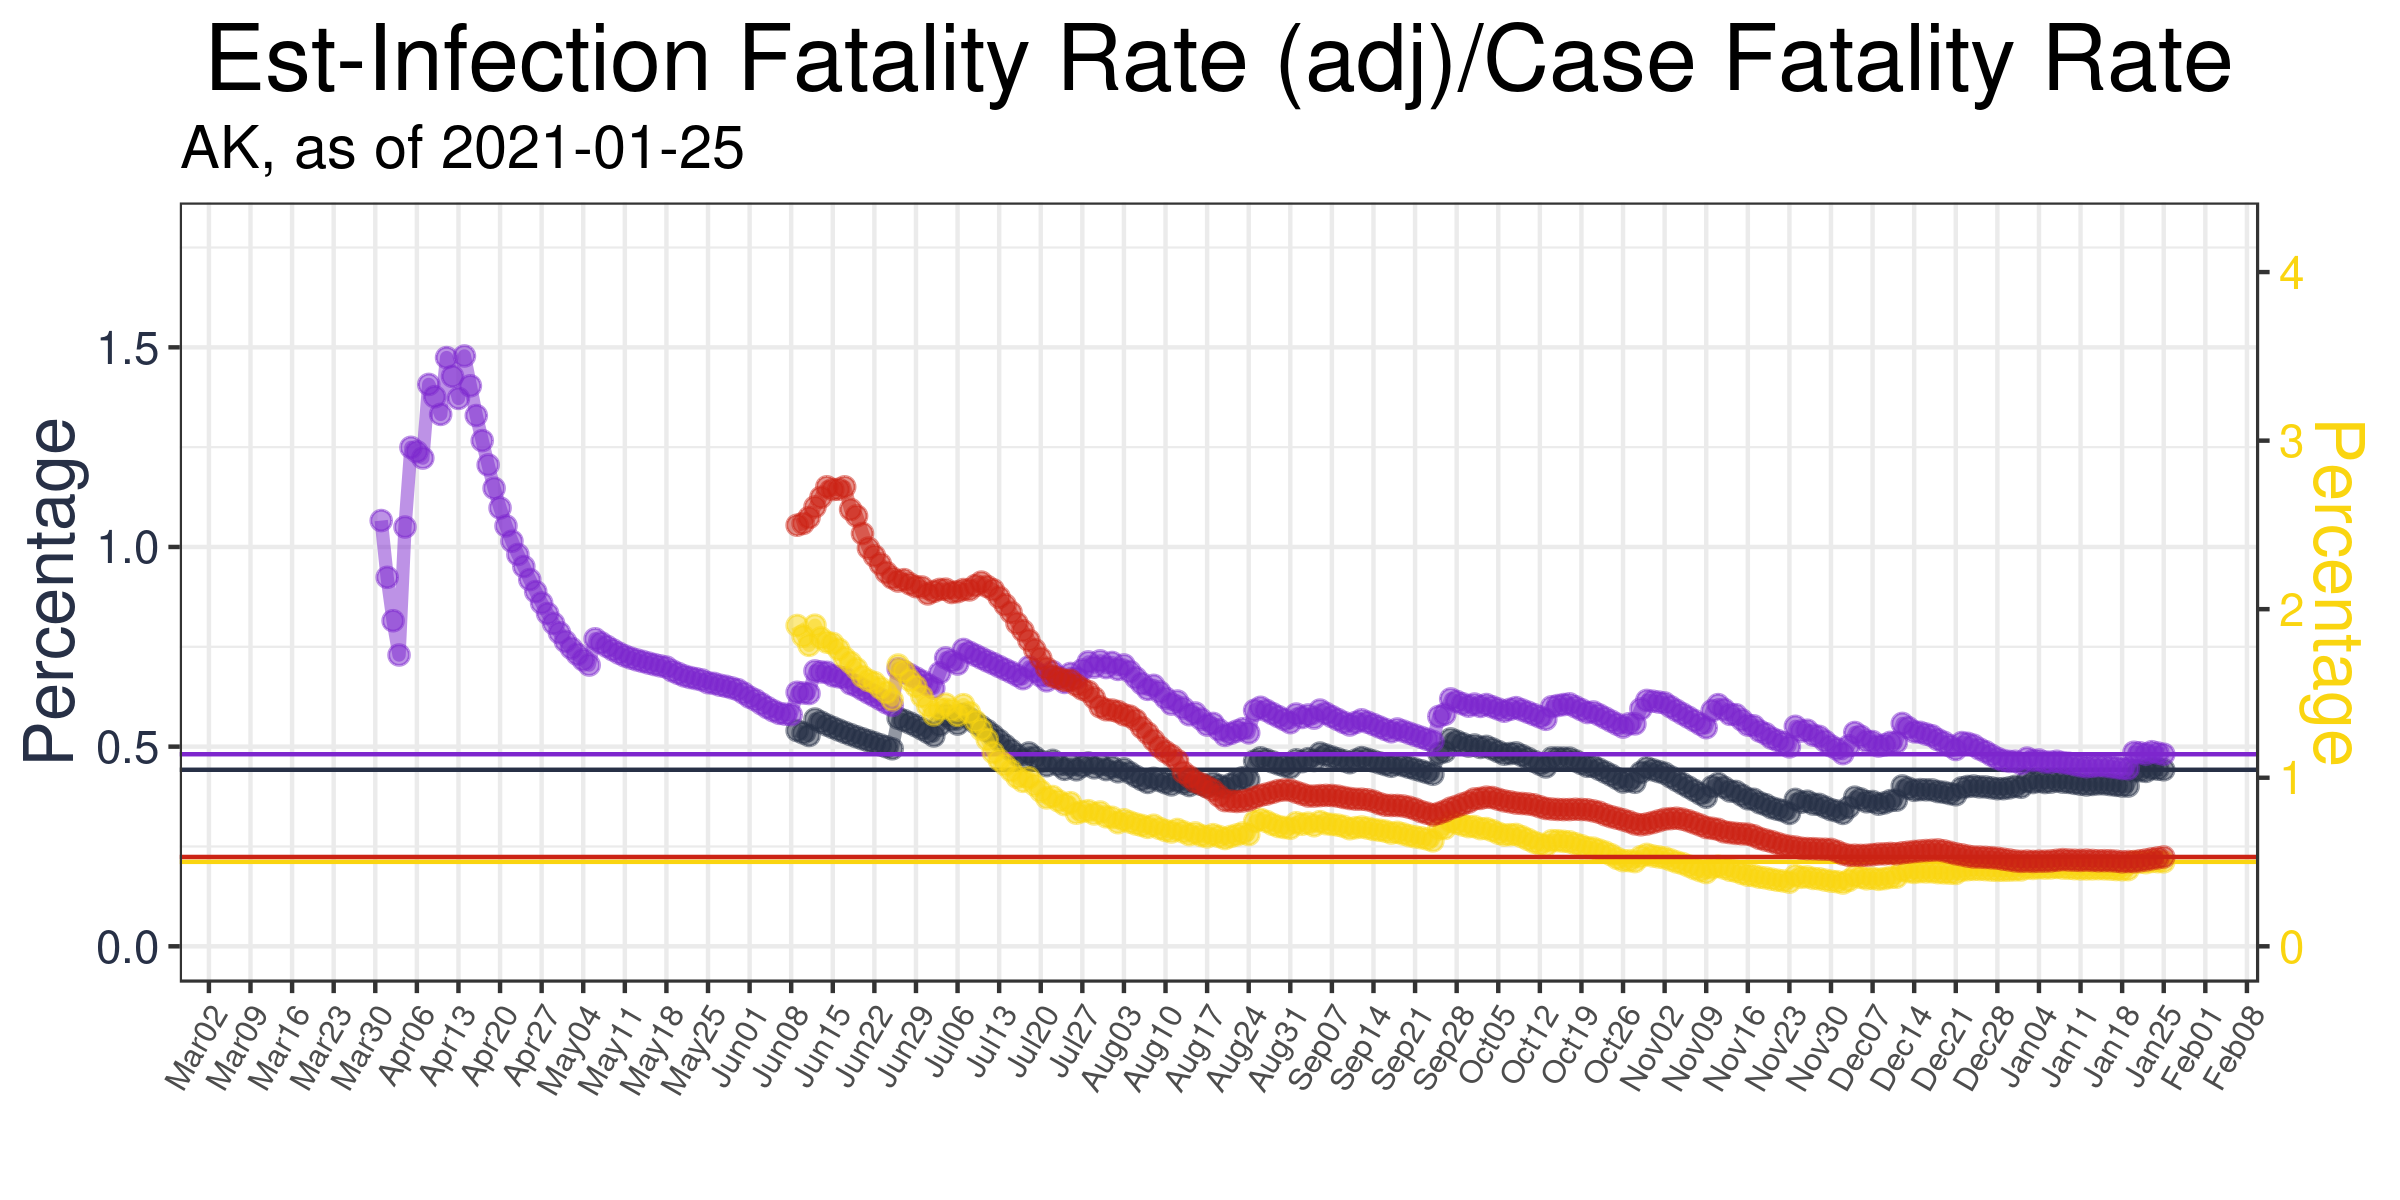 Est-Infection Fatality Rate (adj)/Case Fatality Rate
AK, as of 2021-01-25
Percentage
1.5
1.0
0.5
0.0
4
3
2
1
0
Percentage
Mar02 Mar09 Mar16 Mar23 Mar30 Apr06 Apr13 Apr20 Apr27 May04 May11 May18 May25 Jun01 Jun08 Jun15 Jun22 Jun29 Jul06 Jul13 Jul20 Jul27 Aug03 Aug10 Aug17 Aug24 Aug31 Sep07 Sep14 Sep21 Sep28 Oct05 Oct12 Oct19 Oct26 Nov02 Nov09 Nov16 Nov23 Nov30 Dec07 Dec14 Dec21 Dec28 Jan04 Jan11 Jan18 Jan25 Feb01 Feb08